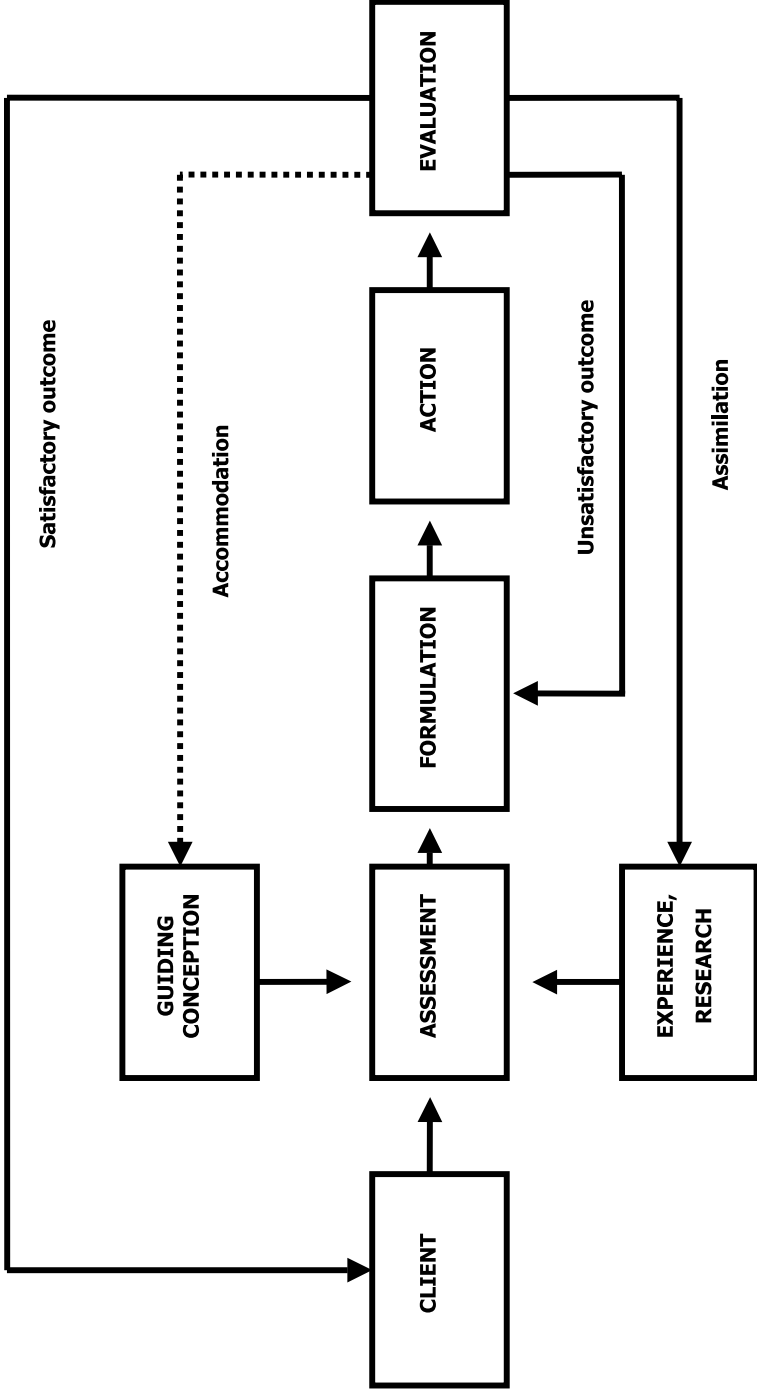 Satisfactory outcome
Accommodation
GUIDING
CONCEPTION
CLIENT
ASSESSMENT
FORMULATION
ACTION
EVALUATION
Unsatisfactory outcome
EXPERIENCE,
RESEARCH
Assimilation